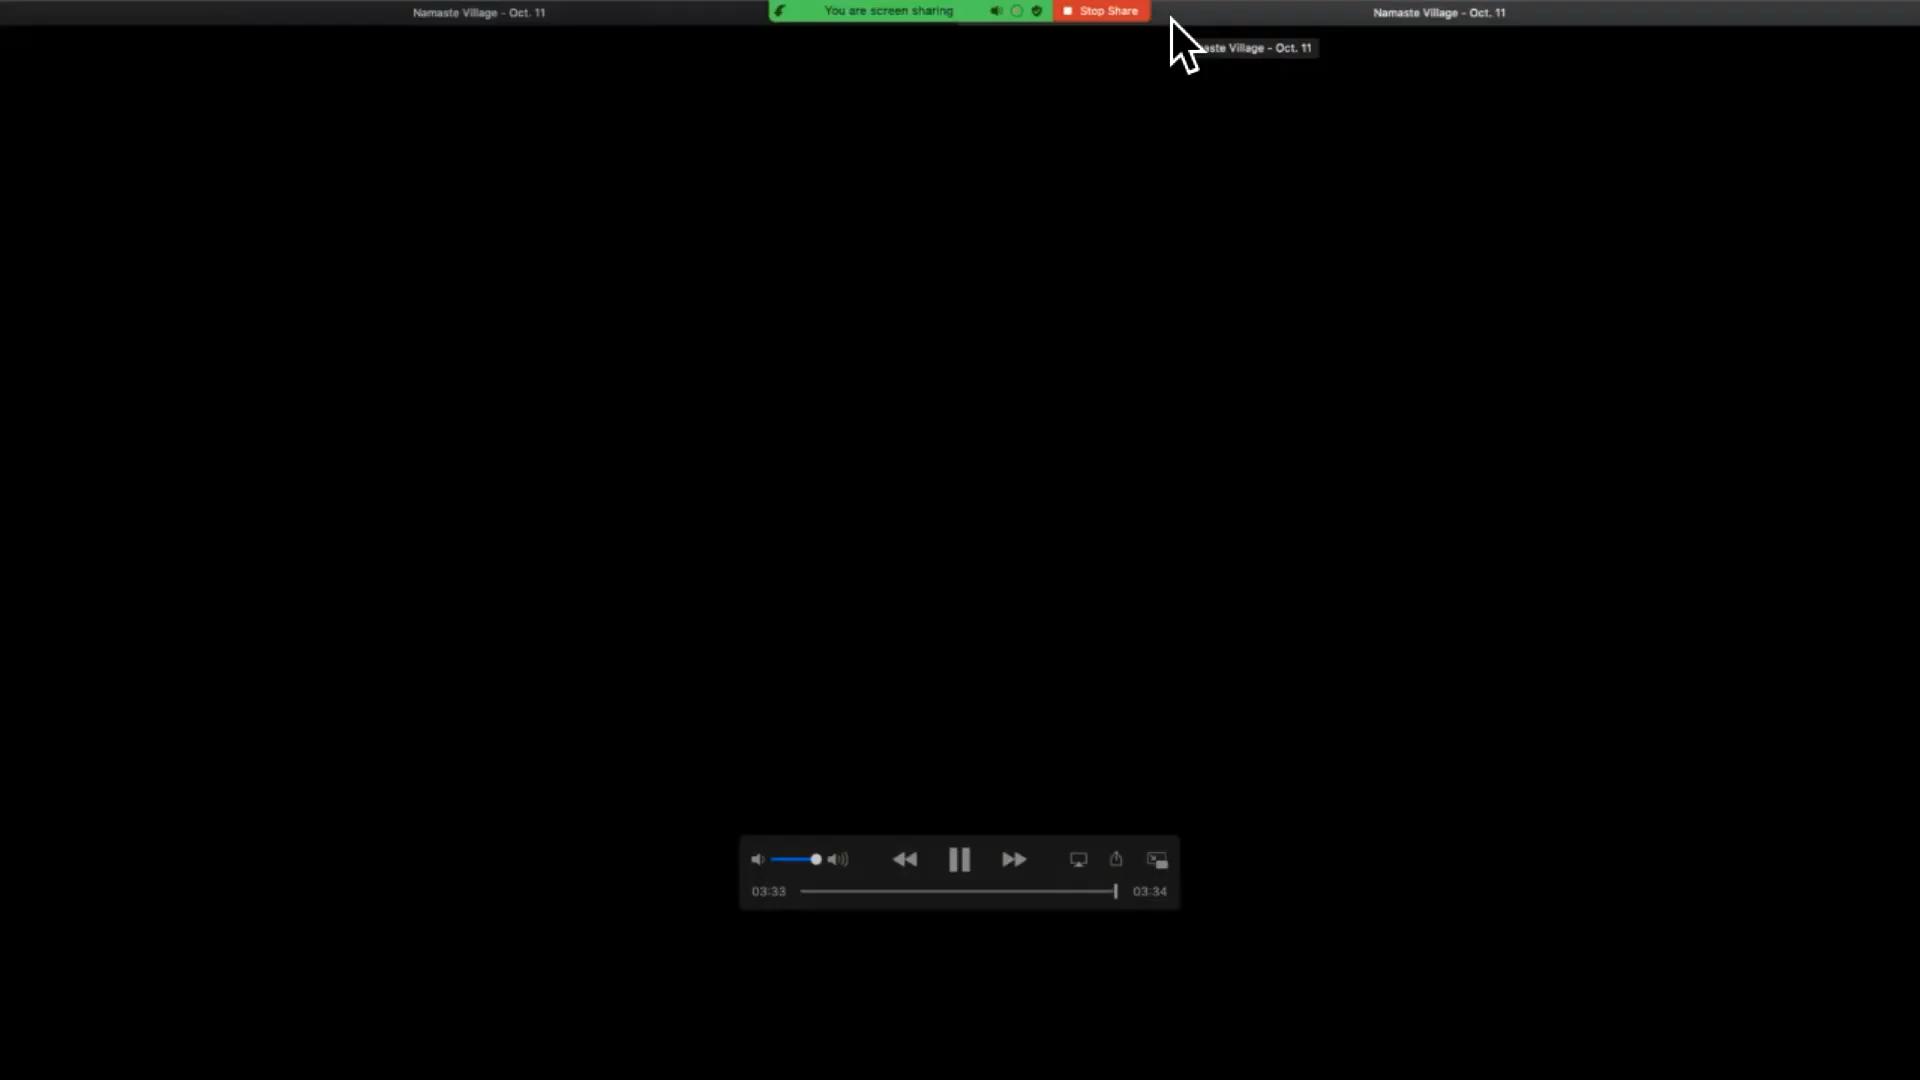 Namaste Village - Oct. 11
You are screen sharing
Stop Share
Namaste Village - Oct. 11
Village - Oct. 11
03:33
03:34